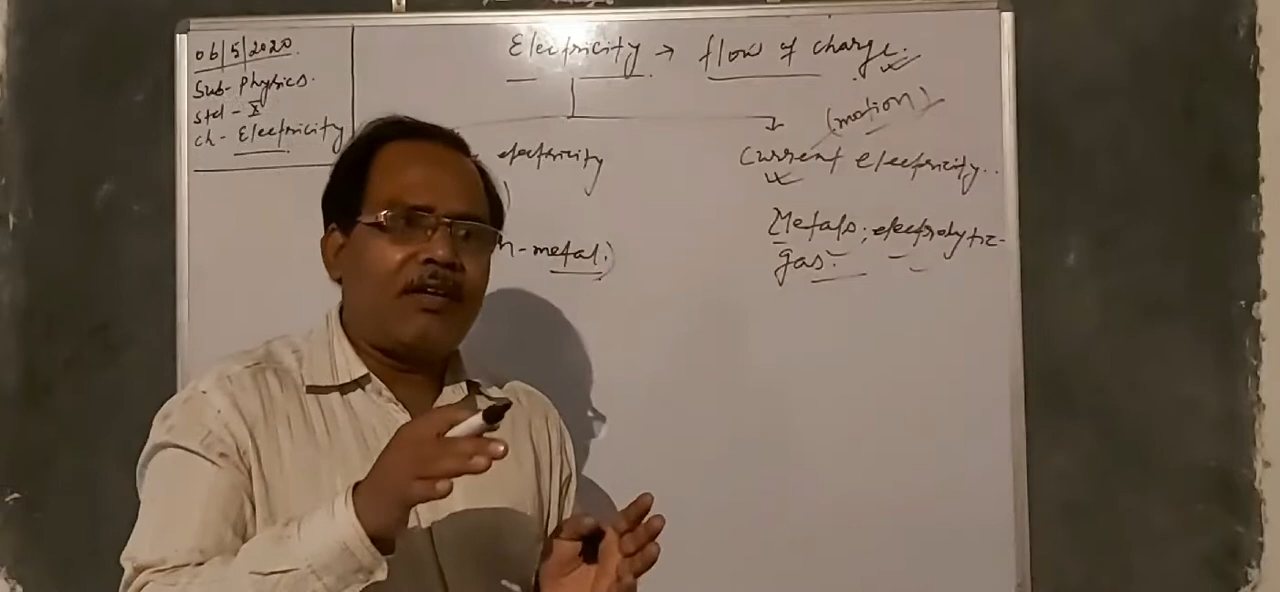 06/5/2020.
Sub- Physics.
Std - X
Ch- Electricity
Electricity → flow of charge.
(motion)
electricity
Current electricity..
)
n-metal.)
Metals, electrolytic-
gas.